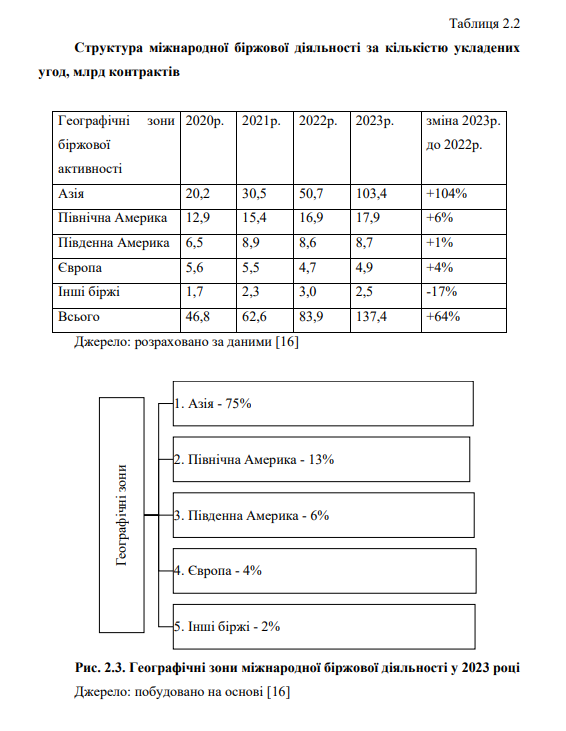 Таблиця 2.2
Структура міжнародної біржової діяльності за кількістю укладених
угод, млрд контрактів
Географічні зони біржової активності 2020р. 2021р. 2022р. 2023р. зміна 2023р. до 2022р.
Азія 20,2 30,5 50,7 103,4 +104%
Північна Америка 12,9 15,4 16,9 17,9 +6%
Південна Америка 6,5 8,9 8,6 8,7 +1%
Європа 5,6 5,5 4,7 4,9 +4%
Інші біржі 1,7 2,3 3,0 2,5 -17%
Всього 46,8 62,6 83,9 137,4 +64%
Джерело: розраховано за даними [16]
Географічні зони
1. Азія - 75%
2. Північна Америка - 13%
3. Південна Америка - 6%
4. Європа - 4%
5. Інші біржі - 2%
Рис. 2.3. Географічні зони міжнародної біржової діяльності у 2023 році
Джерело: побудовано на основі [16]